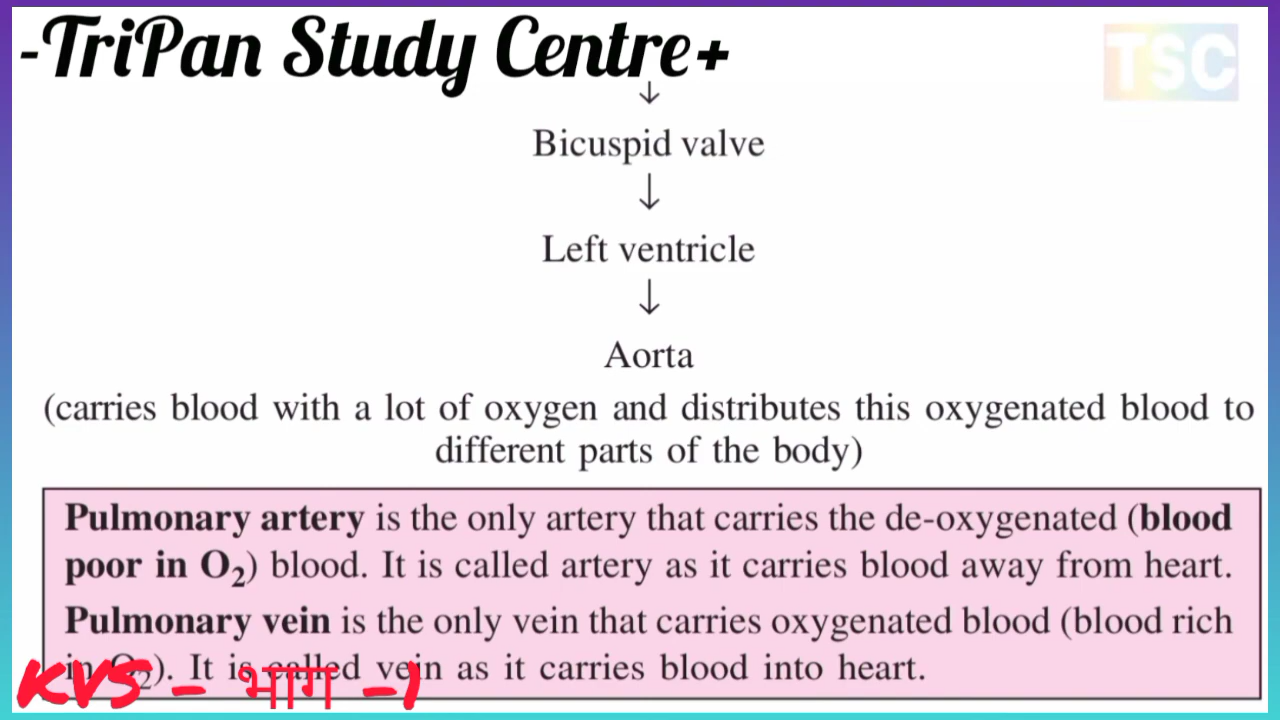 -TriPan Study Centre+
TSC
↓
Bicuspid valve
↓
Left ventricle
↓
Aorta
(carries blood with a lot of oxygen and distributes this oxygenated blood to
different parts of the body)
Pulmonary artery is the only artery that carries the de-oxygenated (blood
poor in O₂) blood. It is called artery as it carries blood away from heart.
Pulmonary vein is the only vein that carries oxygenated blood (blood rich
in O₂). It is called vein as it carries blood into heart.
KVS - भाग -1